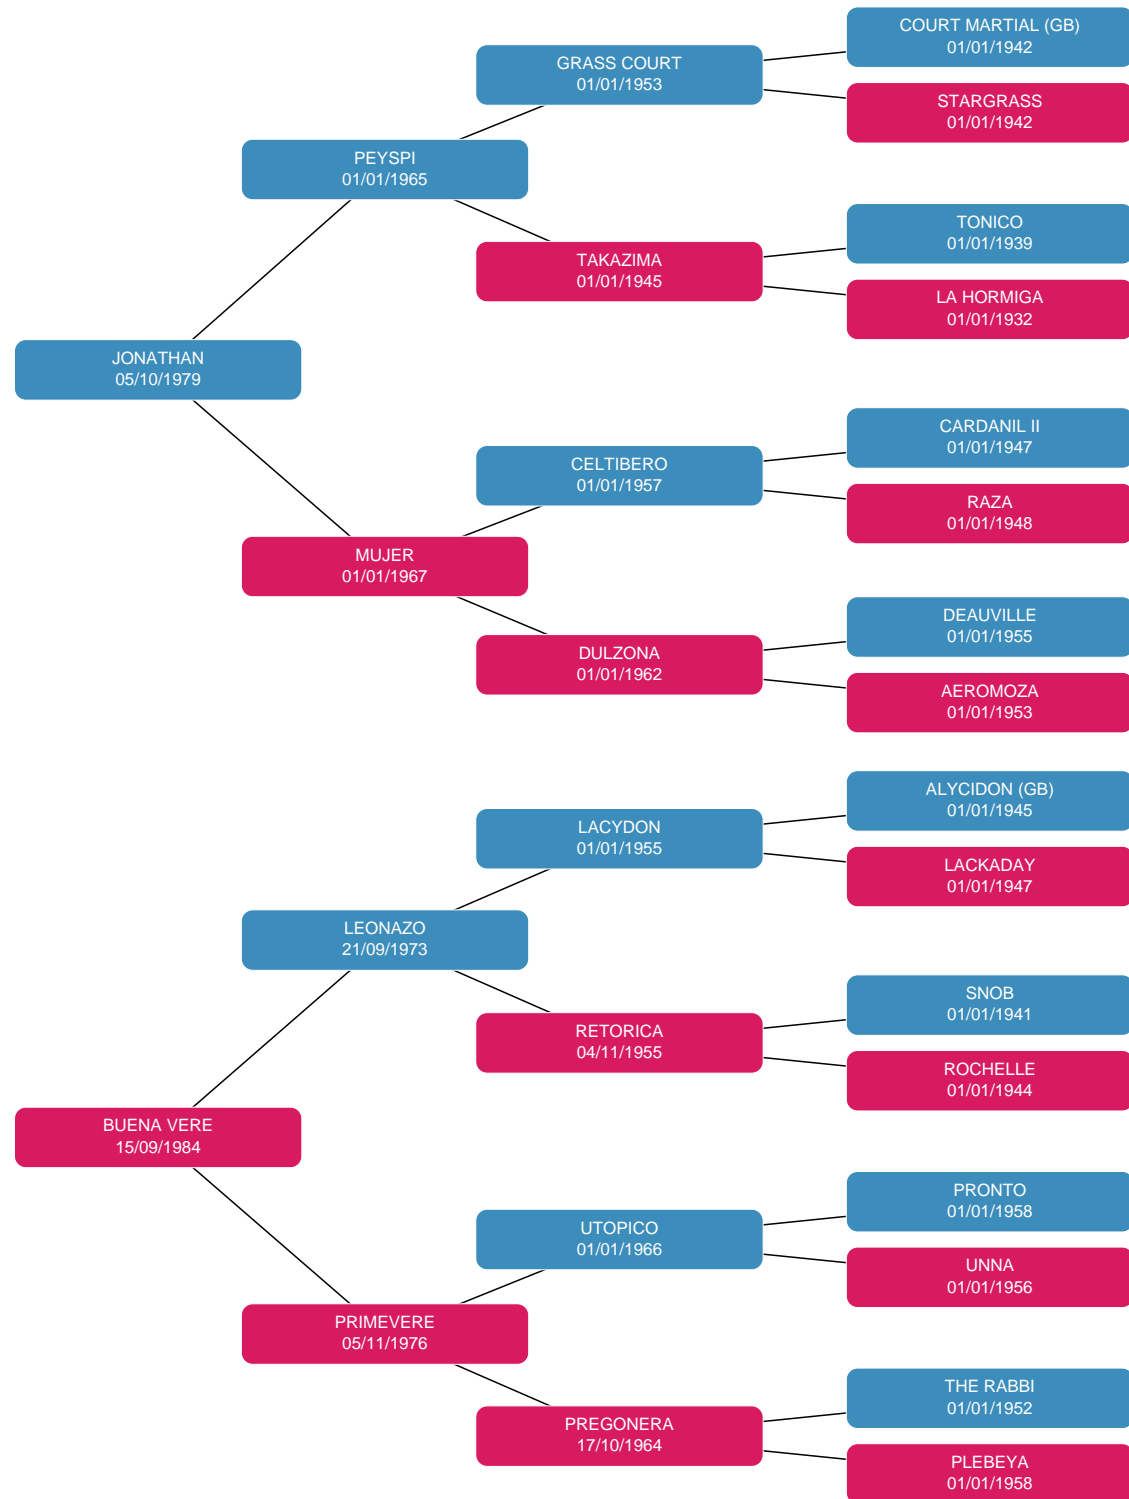 COURT MARTIAL (GB)
01/01/1942
GRASS COURT
01/01/1953
STARGRASS
01/01/1942
PEYSPI
01/01/1965
TONICO
01/01/1939
TAKAZIMA
01/01/1945
LA HORMIGA
01/01/1932
JONATHAN
05/10/1979
CARDANIL II
01/01/1947
CELTIBERO
01/01/1957
RAZA
01/01/1948
MUJER
01/01/1967
DEAUVILLE
01/01/1955
DULZONA
01/01/1962
AEROMOZA
01/01/1953
ALYCIDON (GB)
01/01/1945
LACYDON
01/01/1955
LACKADAY
01/01/1947
LEONAZO
21/09/1973
SNOB
01/01/1941
RETORICA
04/11/1955
ROCHELLE
01/01/1944
BUENA VERE
15/09/1984
PRONTO
01/01/1958
UTOPICO
01/01/1966
UNNA
01/01/1956
PRIMEVERE
05/11/1976
THE RABBI
01/01/1952
PREGONERA
17/10/1964
PLEBEYA
01/01/1958